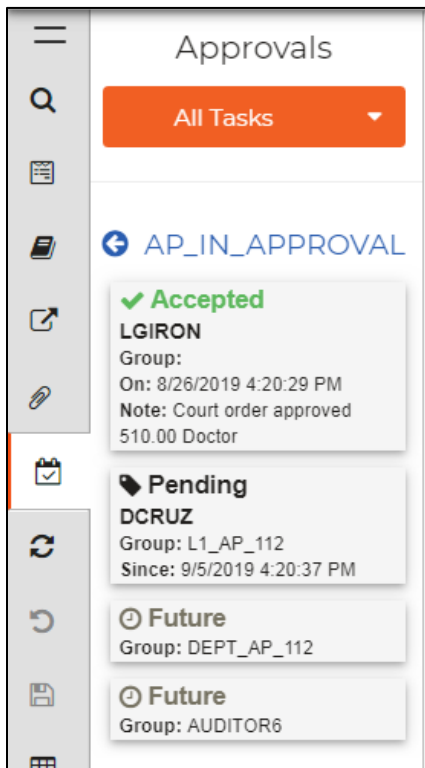 Approvals
All Tasks
AP_IN_APPROVAL
Accepted
LGIRON
Group:
On: 8/26/2019 4:20:29 PM
Note: Court order approved
510.00 Doctor
Pending
DCRUZ
Group: L1_AP_112
Since: 9/5/2019 4:20:37 PM
Future
Group: DEPT_AP_112
Future
Group: AUDITOR6